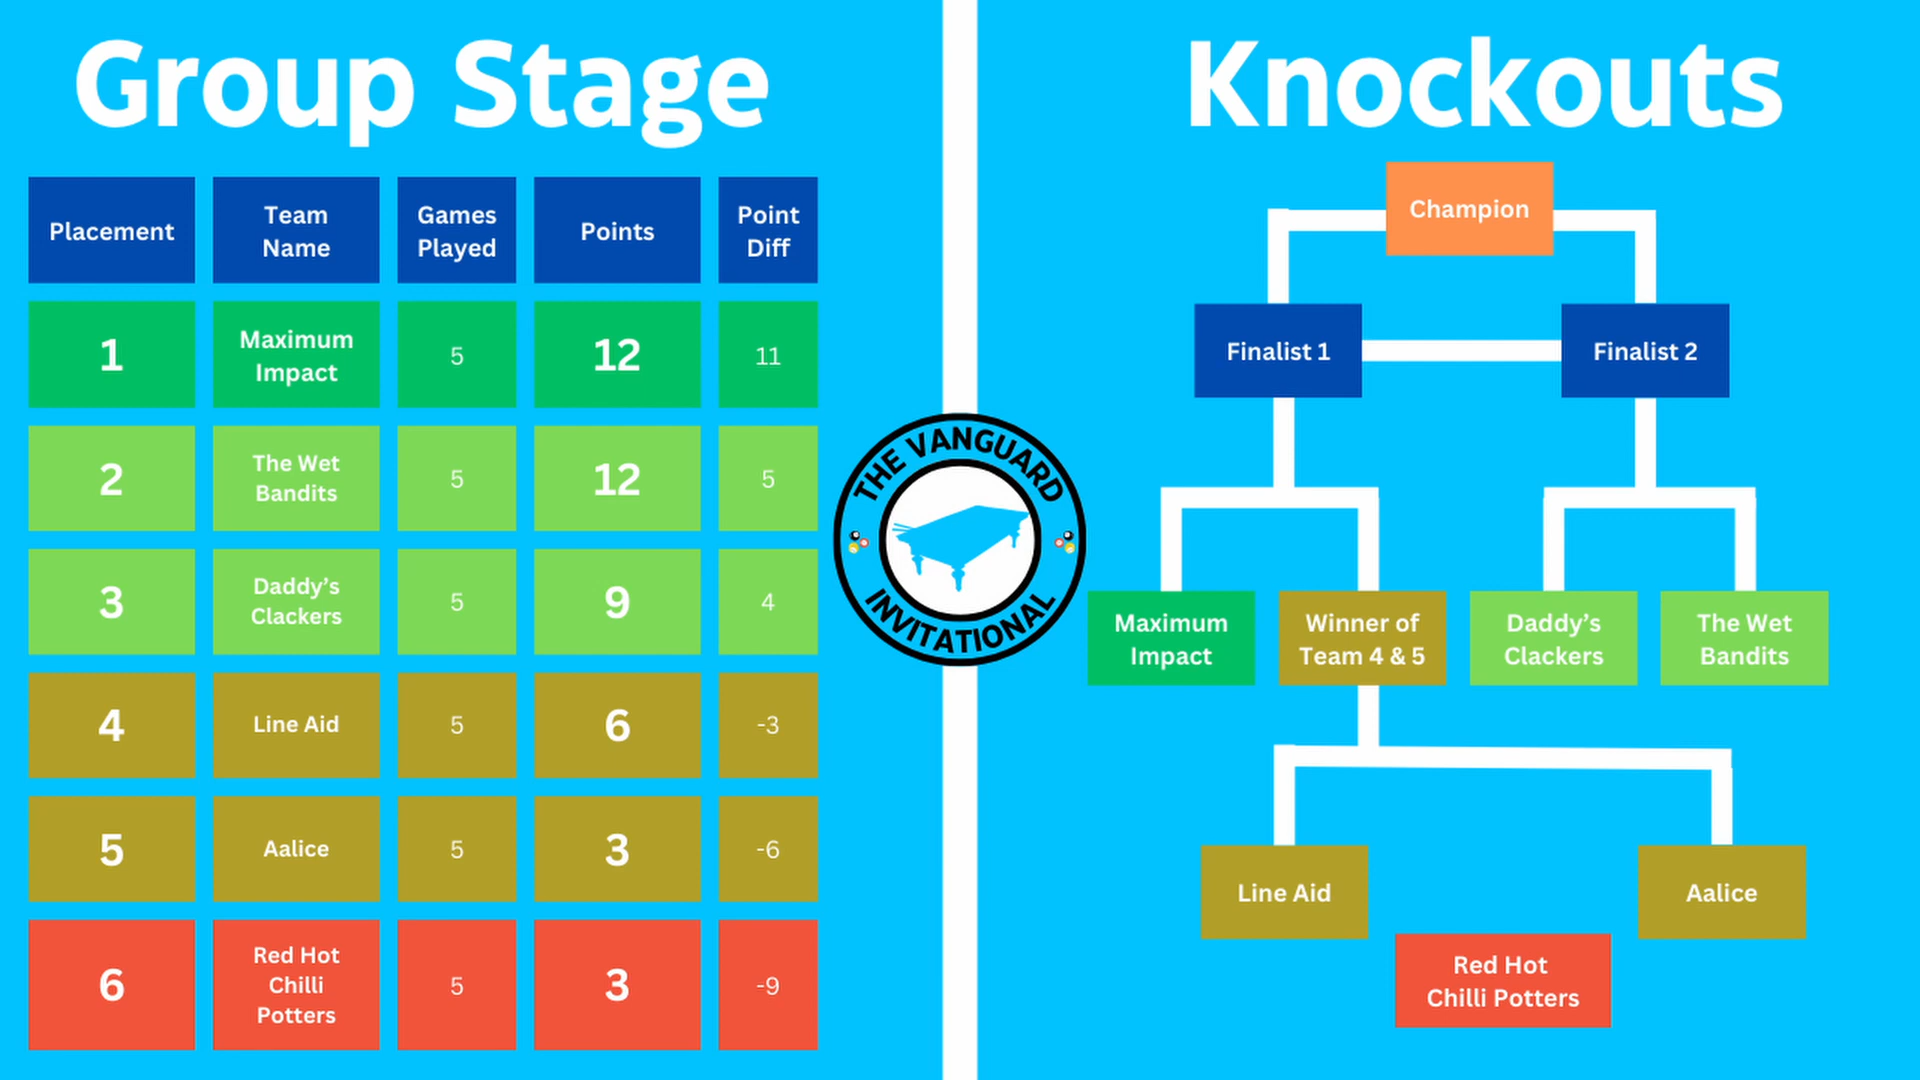 Group Stage
Placement
Team
Name
Games
Played
Points
Point
Diff
1
Maximum
Impact
5
12
11
2
The Wet
Bandits
5
12
5
3
Daddy’s
Clackers
5
9
4
4
Line Aid
5
6
-3
5
Aalice
5
3
-6
6
Red Hot
Chilli
Potters
5
3
-9
THE VANGUARD
INVITATIONAL
Knockouts
Champion
Finalist 1
Finalist 2
Maximum
Impact
Winner of
Team 4 & 5
Daddy’s
Clackers
The Wet
Bandits
Line Aid
Aalice
Red Hot
Chilli Potters